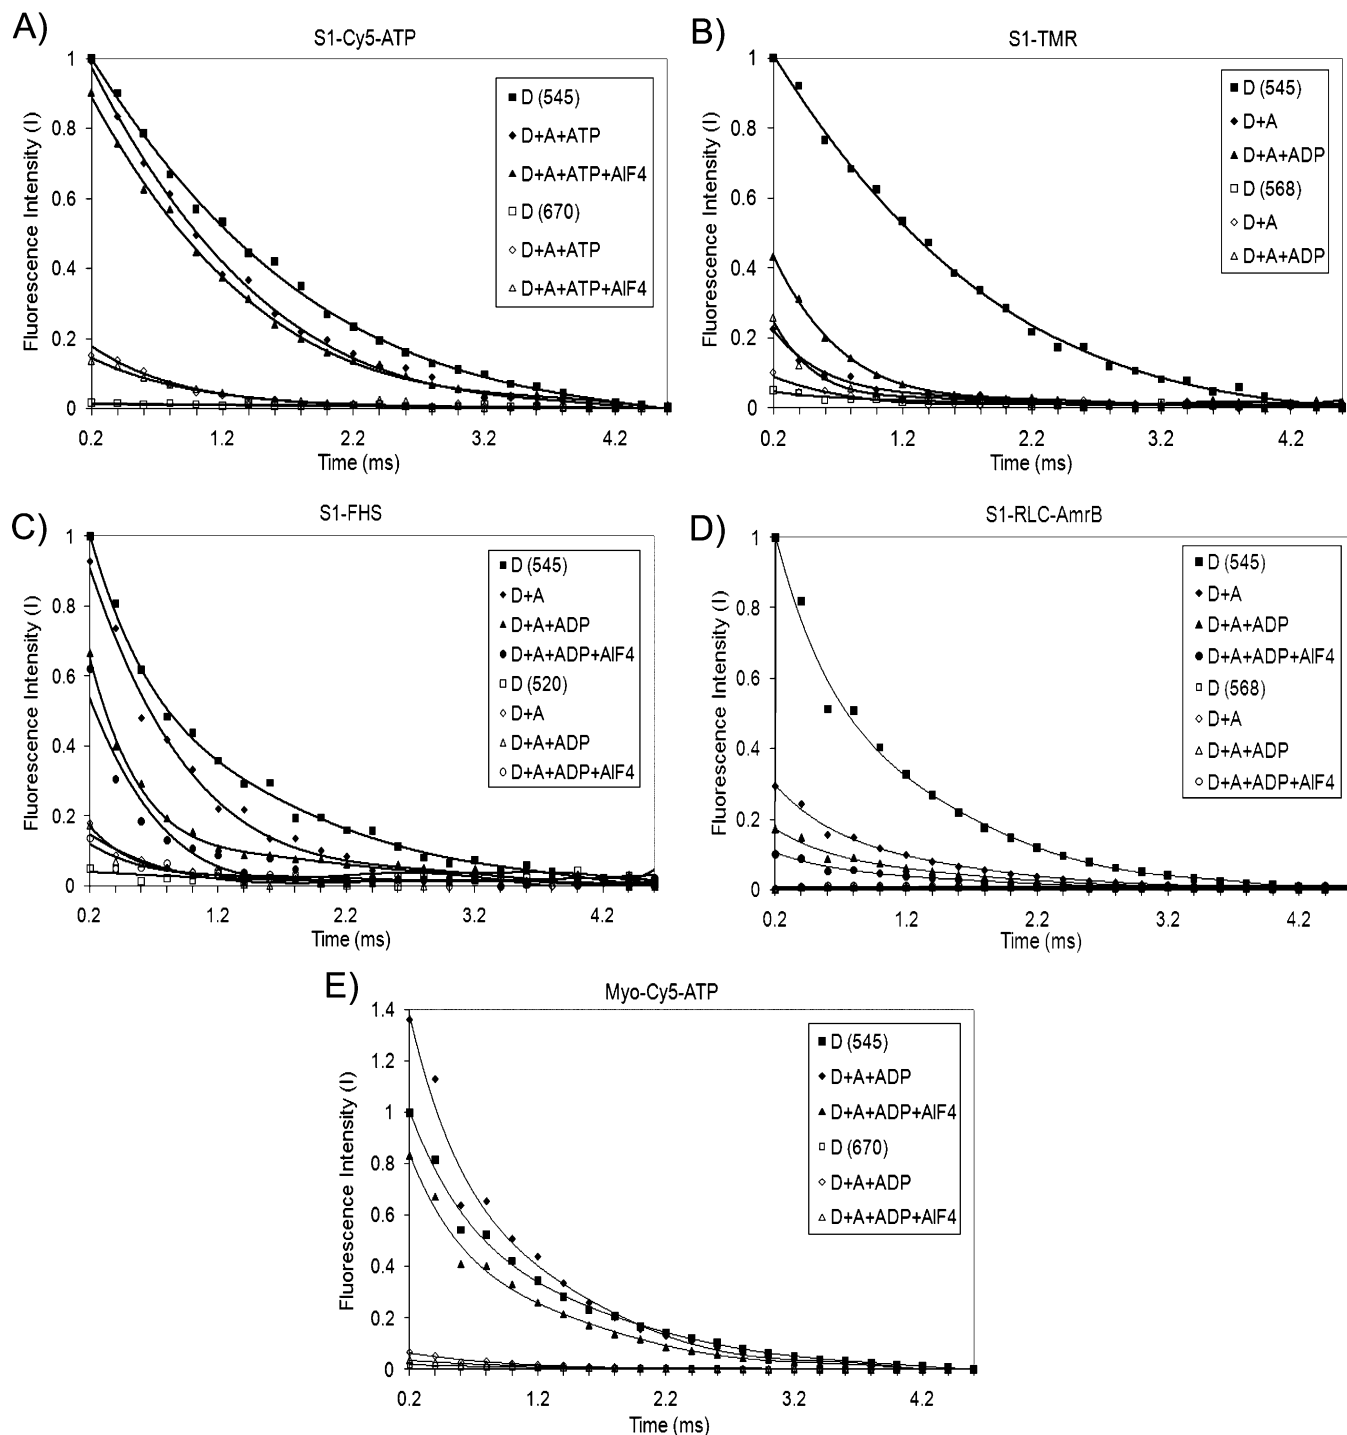 A)
S1-Cy5-ATP
Fluorescence Intensity (I)
1
0.8
0.6
0.4
0.2
0
D (545)
D+A+ATP
D+A+ATP+AlF4
D (670)
D+A+ATP
D+A+ATP+AlF4
0.2 1.2 2.2 3.2 4.2
Time (ms)
B)
S1-TMR
Fluorescence Intensity (I)
1
0.8
0.6
0.4
0.2
0
D (545)
D+A
D+A+ADP
D (568)
D+A
D+A+ADP
0.2 1.2 2.2 3.2 4.2
Time (ms)
C)
S1-FHS
Fluorescence Intensity (I)
1
0.8
0.6
0.4
0.2
0
D (545)
D+A
D+A+ADP
D+A+ADP+AlF4
D (520)
D+A
D+A+ADP
D+A+ADP+AlF4
0.2 1.2 2.2 3.2 4.2
Time (ms)
D)
S1-RLC-AmrB
Fluorescence Intensity (I)
1
0.8
0.6
0.4
0.2
0
D (545)
D+A
D+A+ADP
D+A+ADP+AlF4
D (568)
D+A
D+A+ADP
D+A+ADP+AlF4
0.2 1.2 2.2 3.2 4.2
Time (ms)
E)
Myo-Cy5-ATP
Fluorescence Intensity (I)
1.4
1.2
1
0.8
0.6
0.4
0.2
0
D (545)
D+A+ADP
D+A+ADP+AlF4
D (670)
D+A+ADP
D+A+ADP+AlF4
0.2 1.2 2.2 3.2 4.2
Time (ms)